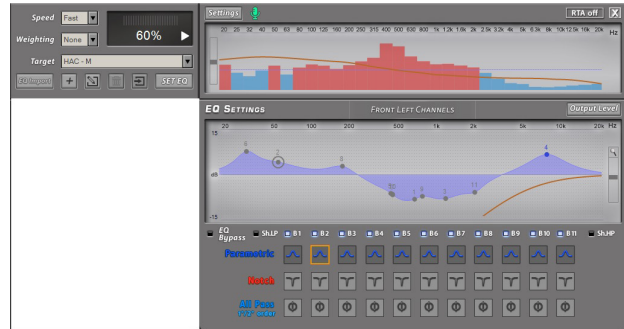 Speed Fast
Weighting None
60%
Target HAC - M
EQ Import SET EQ
Settings RTA off X
20 25 32 40 50 63 80 100 125 160 200 250 315 400 500 630 800 1k 1.2k 1.6k 2k 2.5k 3.2k 4k 5k 6.3k 8k 10k 12.5k 16k 20k Hz
EQ SETTINGS FRONT LEFT CHANNELS Output Level
20 50 100 200 500 1k 2k 5k 10k 20k Hz
15
dB
-15
EQ Bypass Sh.LP B1 B2 B3 B4 B5 B6 B7 B8 B9 B10 B11 Sh.HP
Parametric
Notch
All Pass